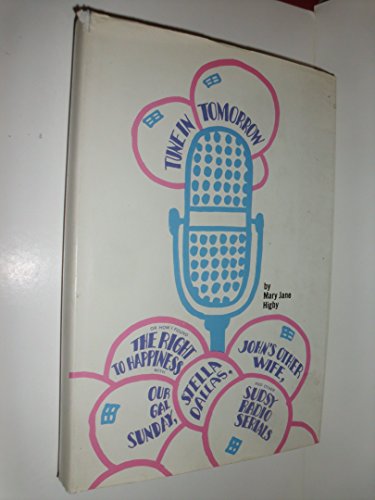 TUNE IN TOMORROW
by
Mary Jane
Higby
OR HOW I FOUND
THE RIGHT
TO HAPPINESS
WITH
OUR
GAL
SUNDAY,
STELLA
DALLAS,
JOHN'S OTHER
WIFE,
AND OTHER
SUDSY
RADIO
SERIALS